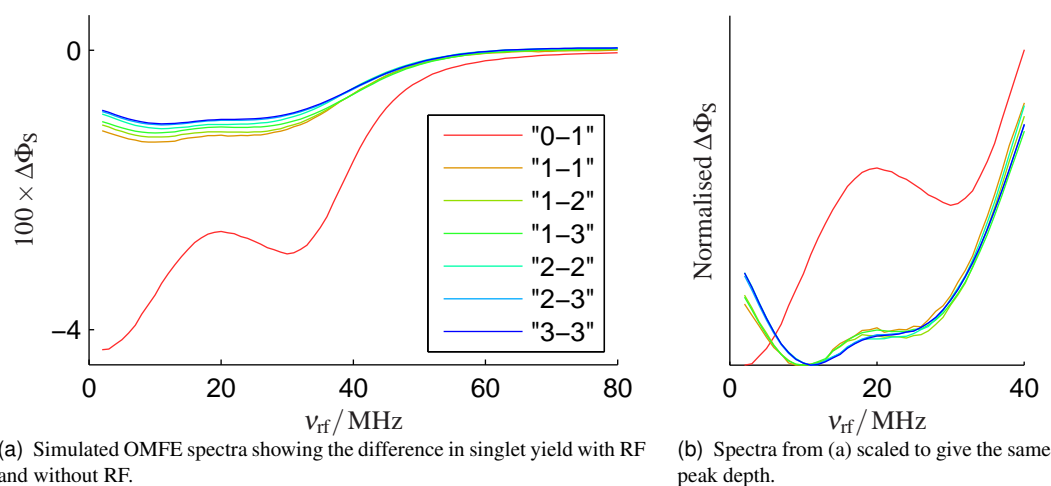 0
−4
100 × ΔΦS
0 20 40 60 80
νrf/MHz
"0−1"
"1−1"
"1−2"
"1−3"
"2−2"
"2−3"
"3−3"
(a) Simulated OMFE spectra showing the difference in singlet yield with RF
and without RF.
Normalised ΔΦS
0 20 40
νrf/MHz
(b) Spectra from (a) scaled to give the same
peak depth.